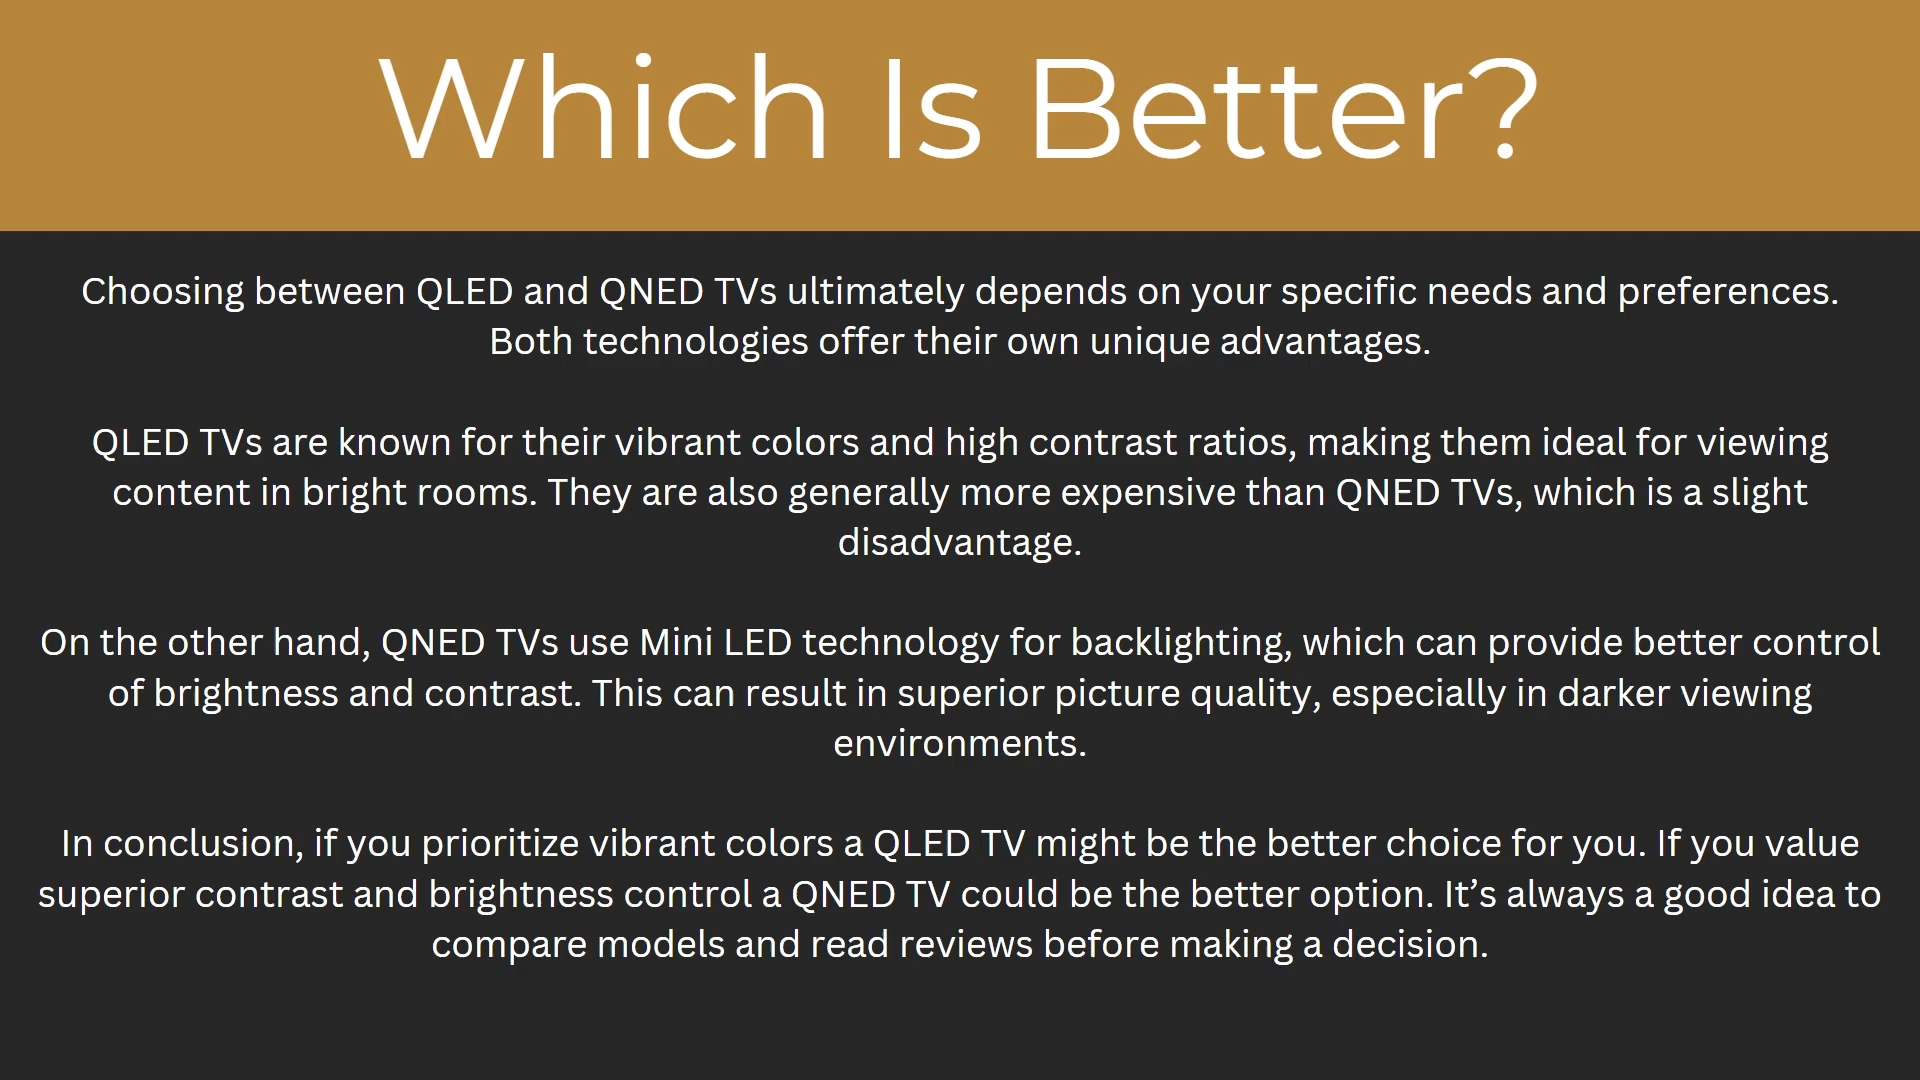 Which Is Better?
Choosing between QLED and QNED TVs ultimately depends on your specific needs and preferences.
Both technologies offer their own unique advantages.
QLED TVs are known for their vibrant colors and high contrast ratios, making them ideal for viewing
content in bright rooms. They are also generally more expensive than QNED TVs, which is a slight
disadvantage.
On the other hand, QNED TVs use Mini LED technology for backlighting, which can provide better control
of brightness and contrast. This can result in superior picture quality, especially in darker viewing
environments.
In conclusion, if you prioritize vibrant colors a QLED TV might be the better choice for you. If you value
superior contrast and brightness control a QNED TV could be the better option. It’s always a good idea to
compare models and read reviews before making a decision.